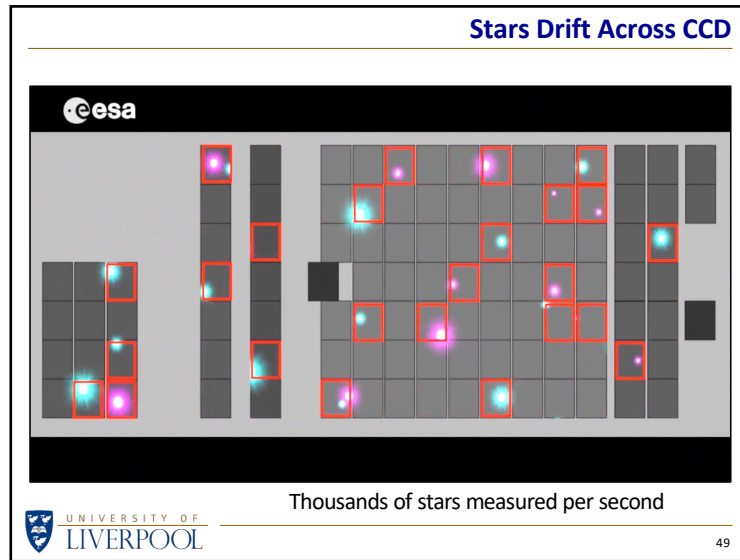 Stars Drift Across CCD
esa
Thousands of stars measured per second
UNIVERSITY OF
LIVERPOOL
49